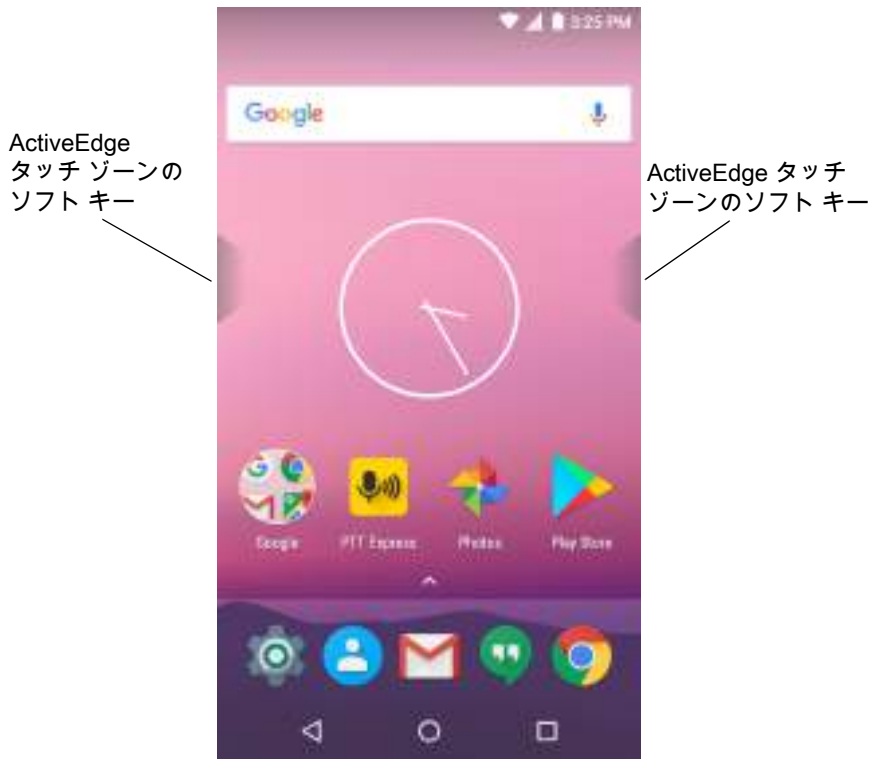 3:25 PM
Google
ActiveEdge
タッチ ゾーンの
ソフト キー
ActiveEdge タッチ
ゾーンのソフト キー
Google
PTT Express
Photos
Play Store